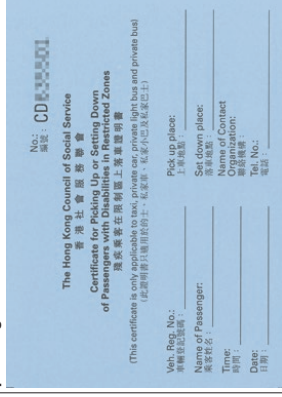 No.:
編號： CD
The Hong Kong Council of Social Service
香港社會服務聯會
Certificate for Picking Up or Setting Down
of Passengers with Disabilities in Restricted Zones
殘疾乘客在限制區上落車證明書
(This certificate is only applicable to taxi, private car, private light bus and private bus)
(此證明書只適用於的士、私家車、私家小巴及私家巴士)
Veh. Reg. No.:
車輛登記號碼：
Pick up place:
上車地點：
Name of Passenger:
乘客姓名：
Set down place:
落車地點：
Time:
時間：
Name of Contact
Organization:
聯絡機構：
Date:
日期：
Tel. No.:
電話：